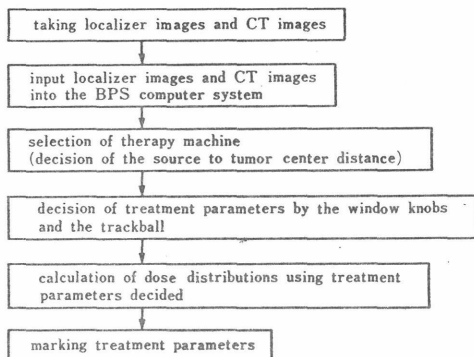 taking localizer images and CT images
input localizer images and CT images
into the BPS computer system
selection of therapy machine
(decision of the source to tumor center distance)
decision of treatment parameters by the window knobs
and the trackball
calculation of dose distributions using treatment
parameters decided
marking treatment parameters